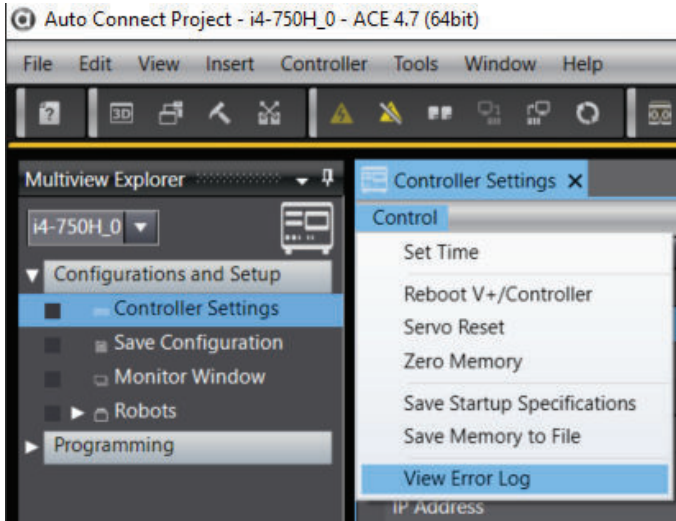 Auto Connect Project - i4-750H_0 - ACE 4.7 (64bit)
File Edit View Insert Controller Tools Window Help
3D
Multiview Explorer
Controller Settings
i4-750H_0
Control
Set Time
Configurations and Setup
Controller Settings
Reboot V+/Controller
Save Configuration
Servo Reset
Monitor Window
Zero Memory
Robots
Save Startup Specifications
Programming
Save Memory to File
View Error Log
IP Address